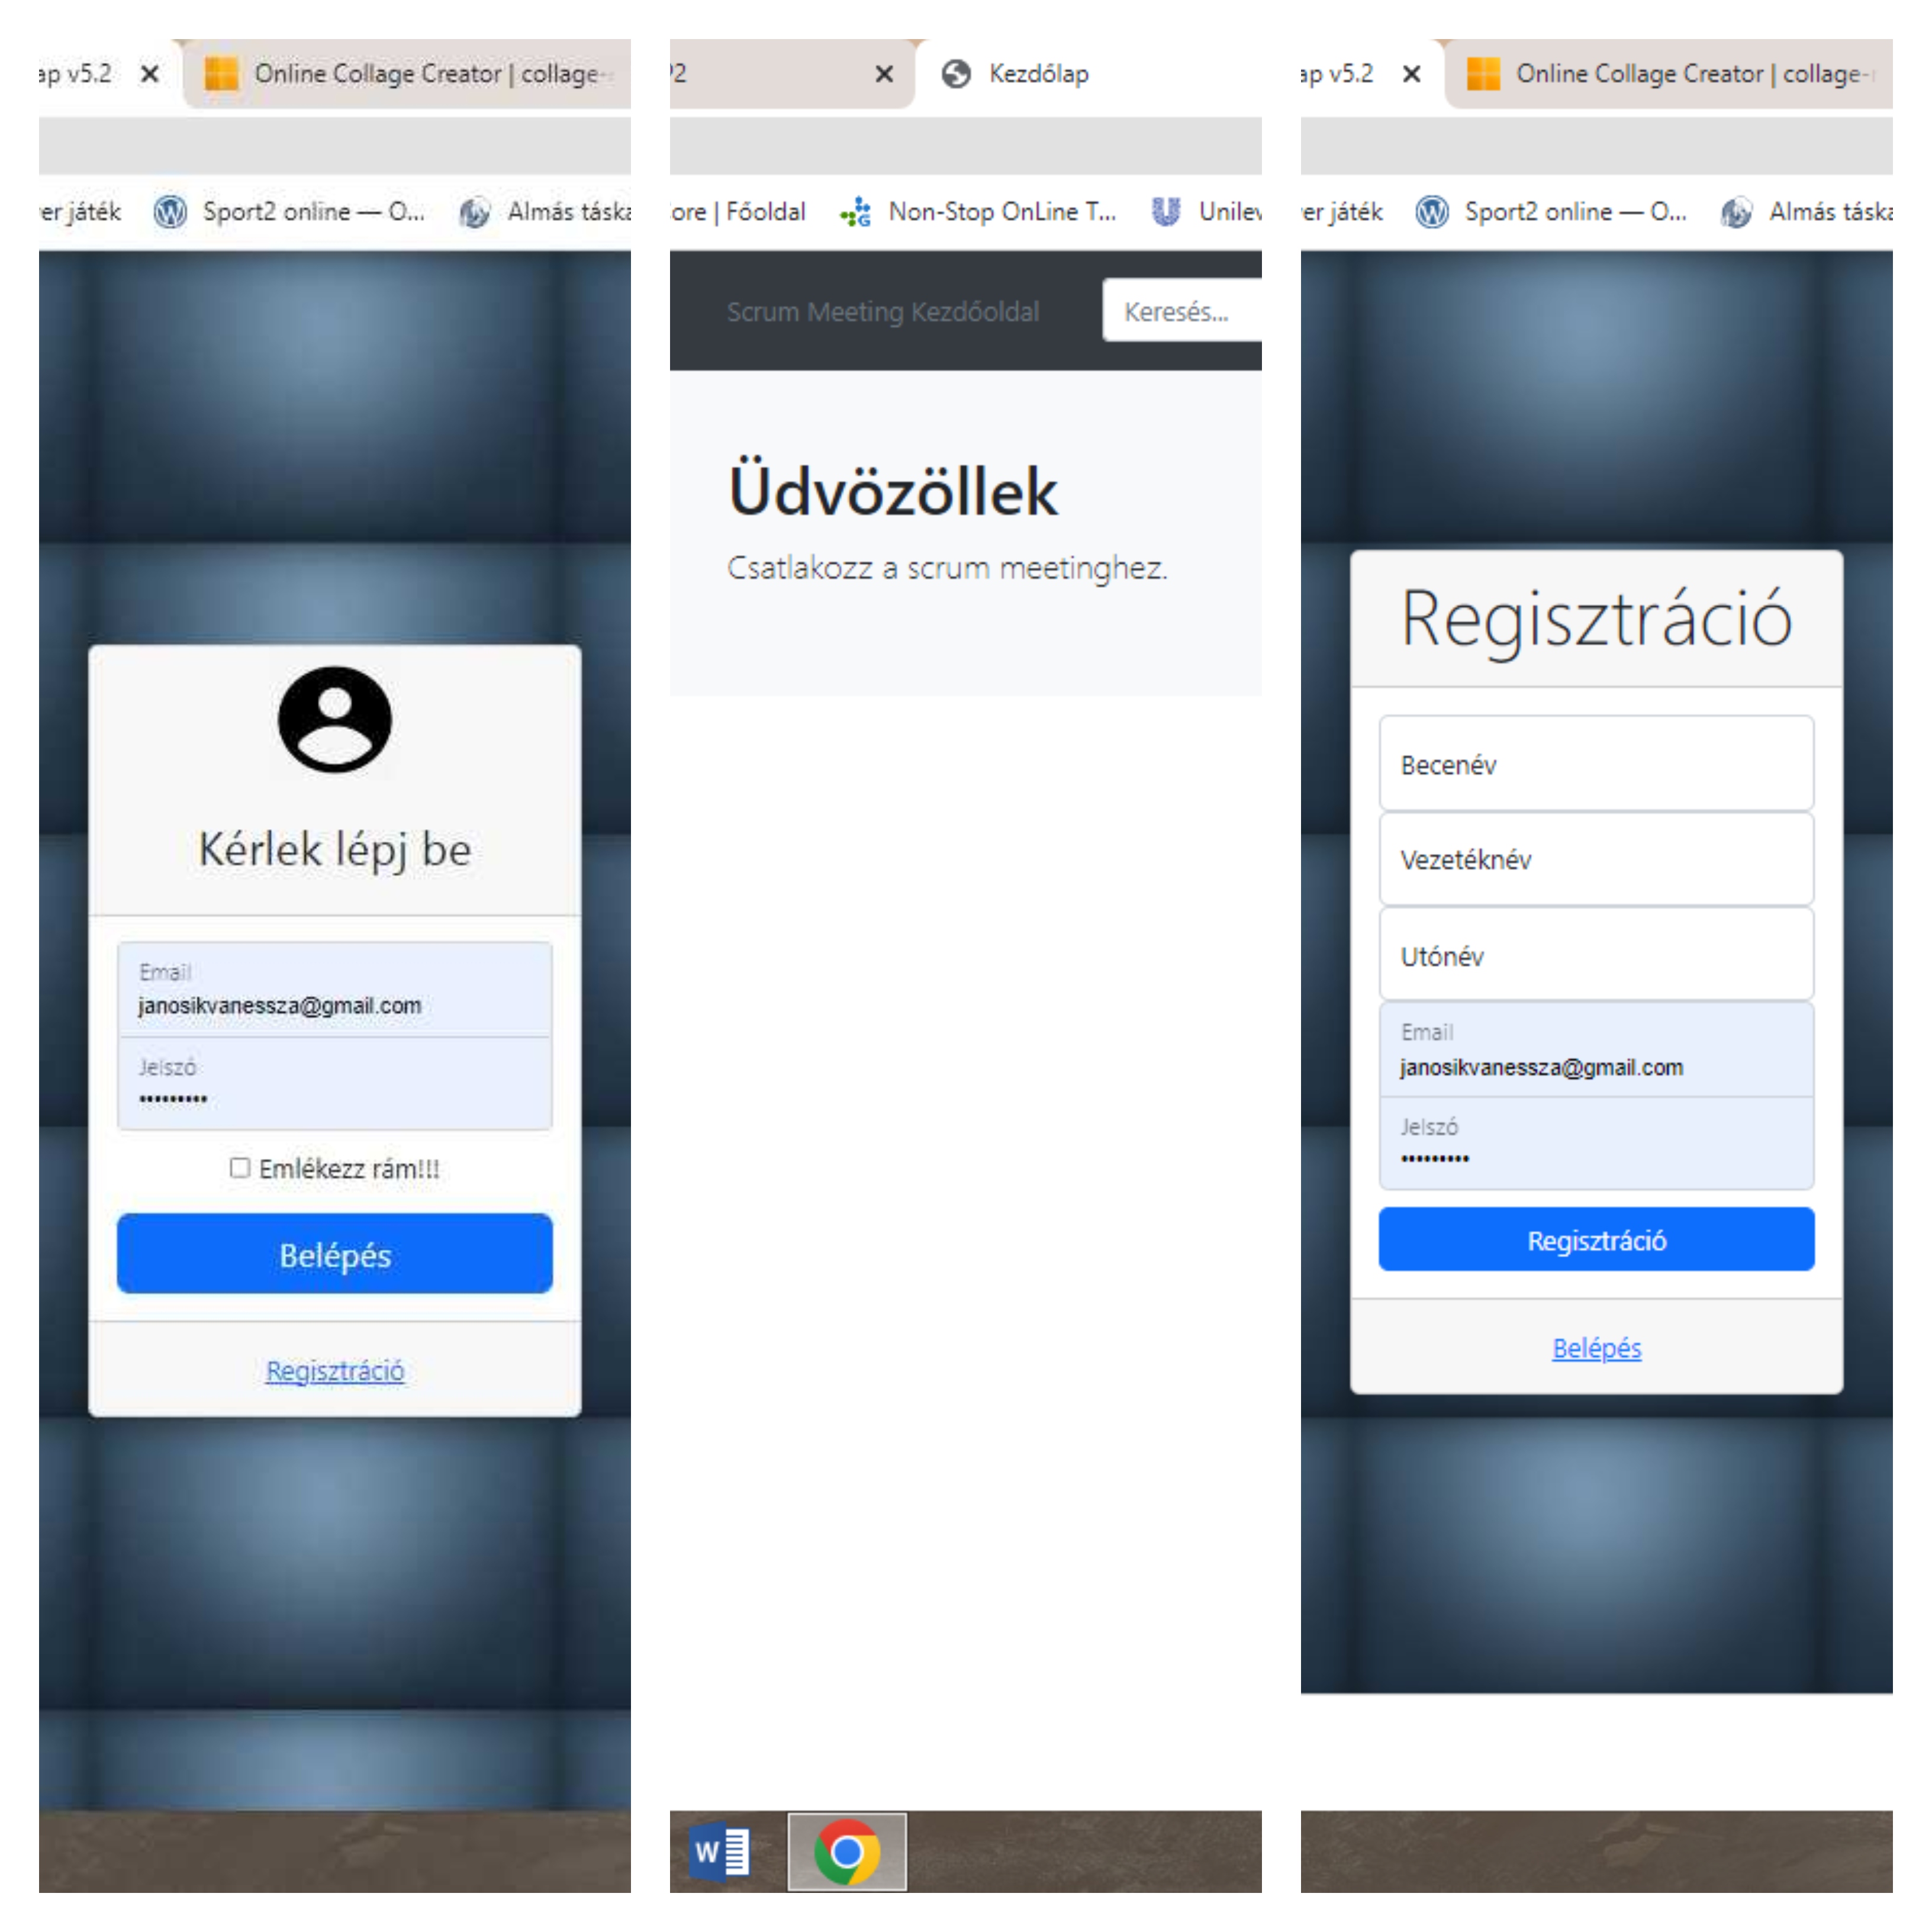 ap v5.2
Online Collage Creator | collage-
er játék
Sport2 online — O...
Almás táska
Kérlek lépj be
Email
janosikvanessza@gmail.com
Jelszó
•••••••••
Emlékezz rám!!!
Belépés
Regisztráció
Kezdőlap
ore | Főoldal
Non-Stop OnLine T...
Unilev
Scrum Meeting Kezdőoldal
Keresés...
Üdvözöllek
Csatlakozz a scrum meetinghez.
W
ap v5.2
Online Collage Creator | collage-
er játék
Sport2 online — O...
Almás táska
Regisztráció
Becenév
Vezetéknév
Utónév
Email
janosikvanessza@gmail.com
Jelszó
•••••••••
Regisztráció
Belépés